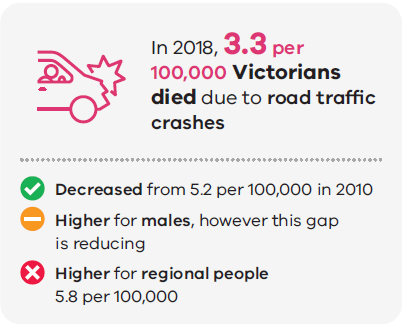 In 2018, 3.3 per
100,000 Victorians
died due to road traffic
crashes
Decreased from 5.2 per 100,000 in 2010
Higher for males, however this gap
is reducing
Higher for regional people
5.8 per 100,000